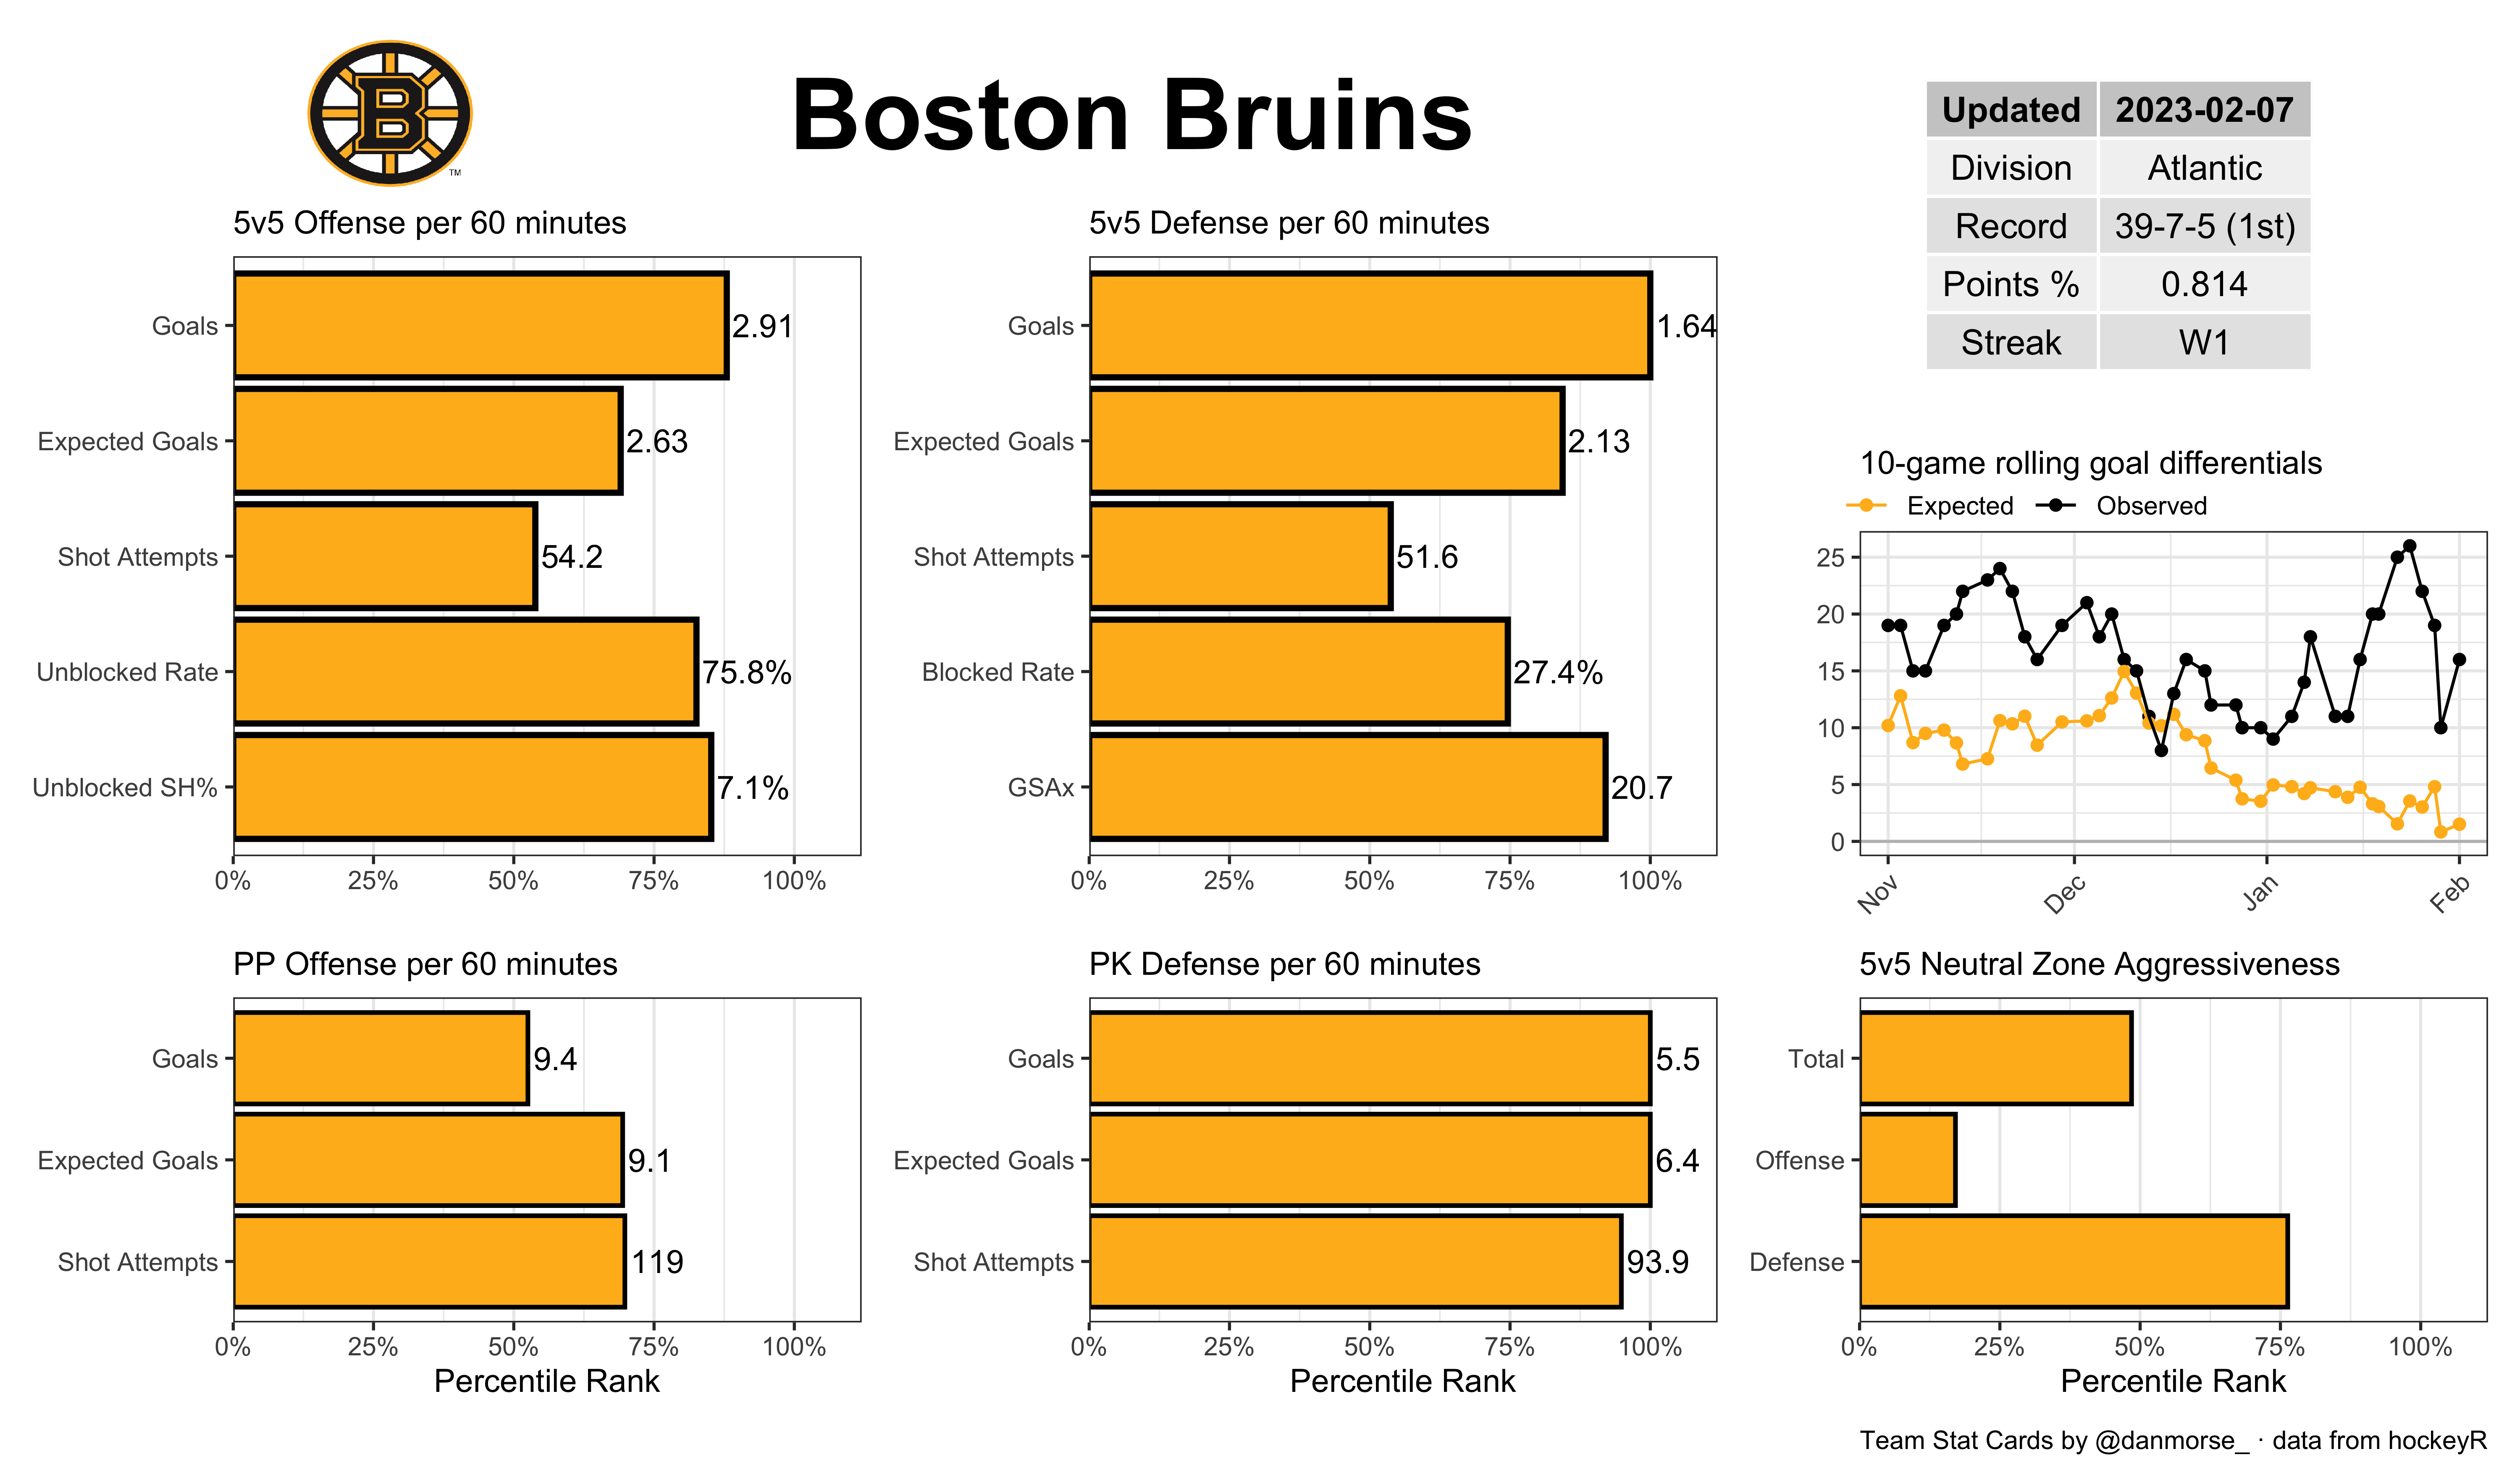 B
TM
Boston Bruins
Updated 2023-02-07
Division Atlantic
Record 39-7-5 (1st)
Points % 0.814
Streak W1
5v5 Offense per 60 minutes
Goals 2.91
Expected Goals 2.63
Shot Attempts 54.2
Unblocked Rate 75.8%
Unblocked SH% 7.1%
0% 25% 50% 75% 100%
5v5 Defense per 60 minutes
Goals 1.64
Expected Goals 2.13
Shot Attempts 51.6
Blocked Rate 27.4%
GSAx 20.7
0% 25% 50% 75% 100%
10-game rolling goal differentials
Expected Observed
25
20
15
10
5
0
Nov Dec Jan Feb
PP Offense per 60 minutes
Goals 9.4
Expected Goals 9.1
Shot Attempts 119
0% 25% 50% 75% 100%
Percentile Rank
PK Defense per 60 minutes
Goals 5.5
Expected Goals 6.4
Shot Attempts 93.9
0% 25% 50% 75% 100%
Percentile Rank
5v5 Neutral Zone Aggressiveness
Total
Offense
Defense
0% 25% 50% 75% 100%
Percentile Rank
Team Stat Cards by @danmorse_ · data from hockeyR